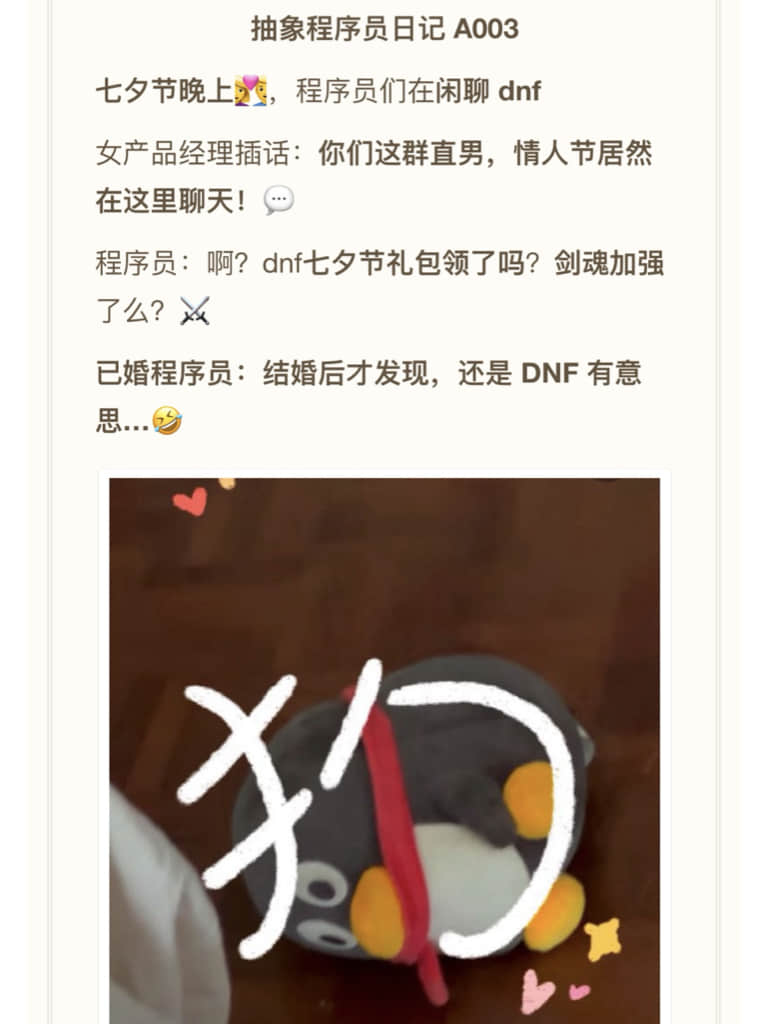 抽象程序员日记 A003
七夕节晚上💏，程序员们在闲聊 dnf
女产品经理插话：你们这群直男，情人节居然
在这里聊天！💬
程序员：啊？dnf七夕节礼包领了吗？剑魂加强
了么？⚔️
已婚程序员：结婚后才发现，还是 DNF 有意
思...🤣
狗